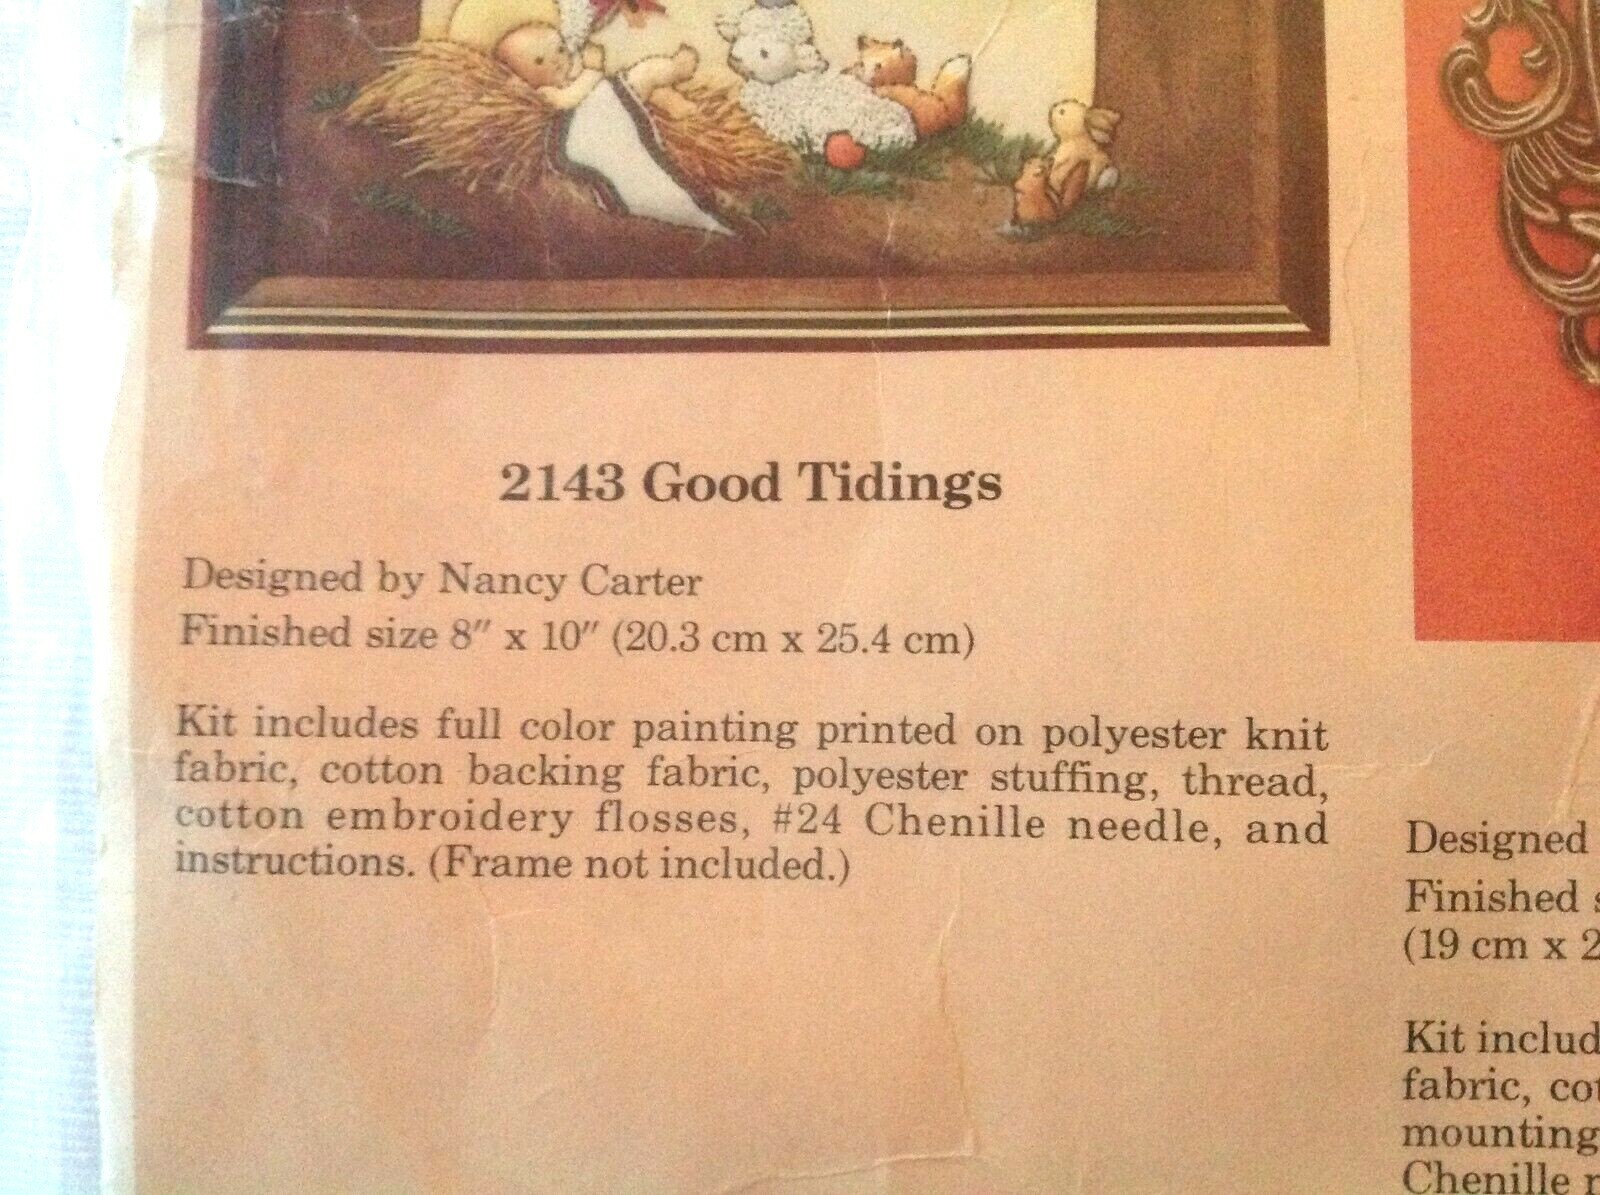 2143 Good Tidings
Designed by Nancy Carter
Finished size 8" x 10" (20.3 cm x 25.4 cm)
Kit includes full color painting printed on polyester knit
fabric, cotton backing fabric, polyester stuffing, thread,
cotton embroidery flosses, #24 Chenille needle, and
instructions. (Frame not included.)
Designed
Finished s
(19 cm x 2
Kit includ
fabric, cot
mounting
Chenille n